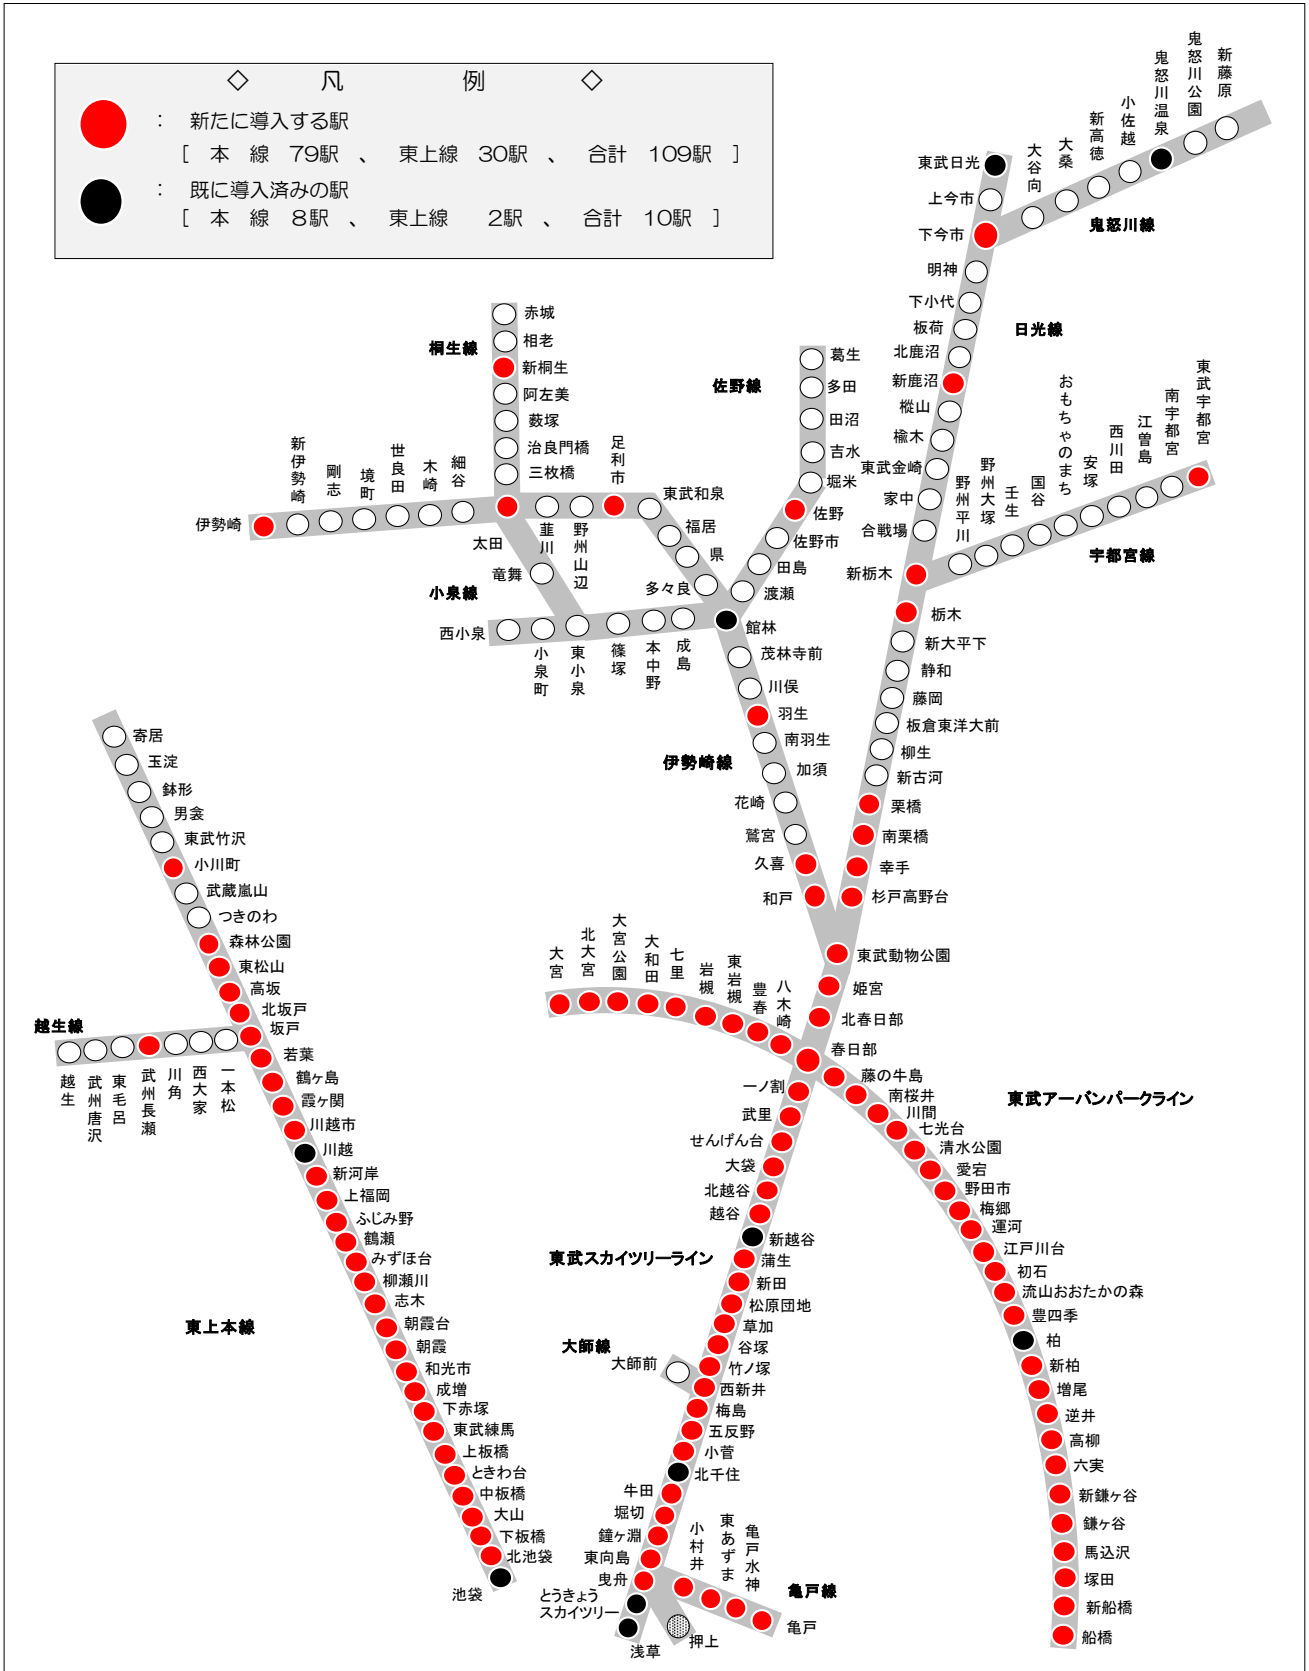 ◇ 凡 例 ◇
： 新たに導入する駅
［ 本 線 79駅 、 東上線 30駅 、 合計 109駅 ］
： 既に導入済みの駅
［ 本 線 8駅 、 東上線 2駅 、 合計 10駅 ］
新藤原
鬼怒川公園
鬼怒川温泉
小佐越
新高徳
大桑
大谷向
鬼怒川線
東武日光
上今市
下今市
明神
下小代
板荷
北鹿沼
新鹿沼
樅山
楡木
東武金崎
家中
合戦場
新栃木
日光線
東武宇都宮
南宇都宮
江曽島
西川田
安塚
おもちゃのまち
国谷
壬生
野州大塚
野州平川
宇都宮線
栃木
新大平下
静和
藤岡
板倉東洋大前
柳生
新古河
栗橋
南栗橋
幸手
杉戸高野台
桐生線
赤城
相老
新桐生
阿左美
藪塚
治良門橋
三枚橋
佐野線
葛生
多田
田沼
吉水
堀米
佐野
佐野市
田島
渡瀬
伊勢崎
新伊勢崎
剛志
境町
世良田
木崎
細谷
太田
韮川
野州山辺
足利市
東武和泉
福居
県
多々良
小泉線
竜舞
西小泉
小泉町
東小泉
篠塚
本中野
成島
館林
茂林寺前
川俣
羽生
南羽生
加須
花崎
鷲宮
久喜
和戸
伊勢崎線
東武動物公園
姫宮
北春日部
春日部
大宮
北大宮
大宮公園
大和田
七里
岩槻
東岩槻
豊春
八木崎
藤の牛島
南桜井
川間
七光台
清水公園
愛宕
野田市
梅郷
運河
江戸川台
初石
流山おおたかの森
豊四季
柏
新柏
増尾
逆井
高柳
六実
新鎌ヶ谷
鎌ヶ谷
馬込沢
塚田
新船橋
船橋
東武アーバンパークライン
一ノ割
武里
せんげん台
大袋
北越谷
越谷
新越谷
蒲生
新田
松原団地
草加
谷塚
竹ノ塚
西新井
梅島
五反野
小菅
北千住
牛田
堀切
鐘ヶ淵
東向島
曳舟
とうきょう
スカイツリー
浅草
押上
東武スカイツリーライン
大師線
大師前
小村井
東あずま
亀戸水神
亀戸
亀戸線
寄居
玉淀
鉢形
男衾
東武竹沢
小川町
武蔵嵐山
つきのわ
森林公園
東松山
高坂
北坂戸
坂戸
若葉
鶴ヶ島
霞ヶ関
川越市
川越
新河岸
上福岡
ふじみ野
鶴瀬
みずほ台
柳瀬川
志木
朝霞台
朝霞
和光市
成増
下赤塚
東武練馬
上板橋
ときわ台
中板橋
大山
下板橋
北池袋
池袋
東上本線
越生線
越生
武州唐沢
東毛呂
武州長瀬
川角
西大家
一本松